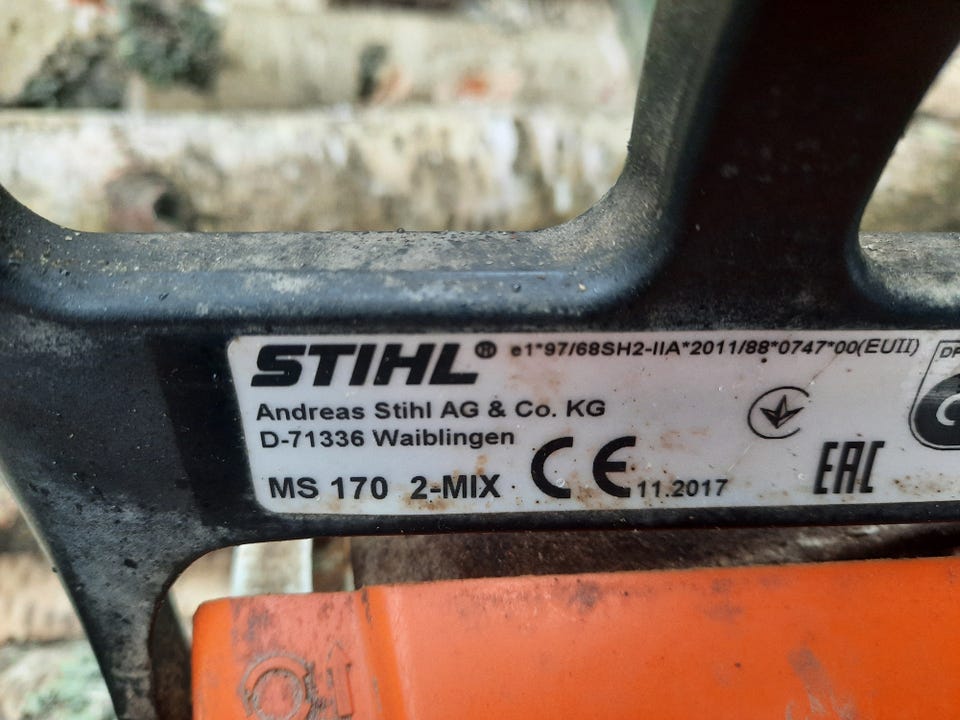 STIHL® e1*97/68SH2-IIA*2011/88*0747*00(EUII)
Andreas Stihl AG & Co. KG
D-71336 Waiblingen
MS 170 2-MIX CE 11.2017 EAC